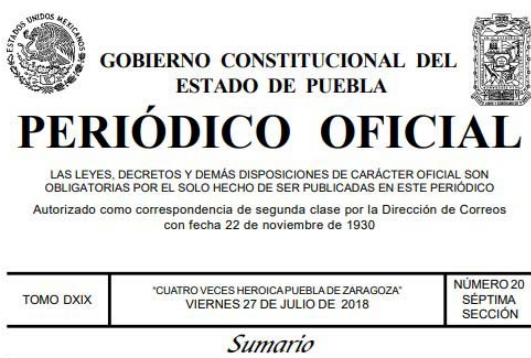 ESTADOS UNIDOS MEXICANOS
GOBIERNO CONSTITUCIONAL DEL
ESTADO DE PUEBLA
PERIÓDICO OFICIAL
LAS LEYES, DECRETOS Y DEMÁS DISPOSICIONES DE CARÁCTER OFICIAL SON
OBLIGATORIAS POR EL SOLO HECHO DE SER PUBLICADAS EN ESTE PERIÓDICO
Autorizado como correspondencia de segunda clase por la Dirección de Correos
con fecha 22 de noviembre de 1930
TOMO DXIX
"CUATRO VECES HEROICA PUEBLA DE ZARAGOZA"
VIERNES 27 DE JULIO DE 2018
NÚMERO 20
SÉPTIMA
SECCIÓN
Sumario